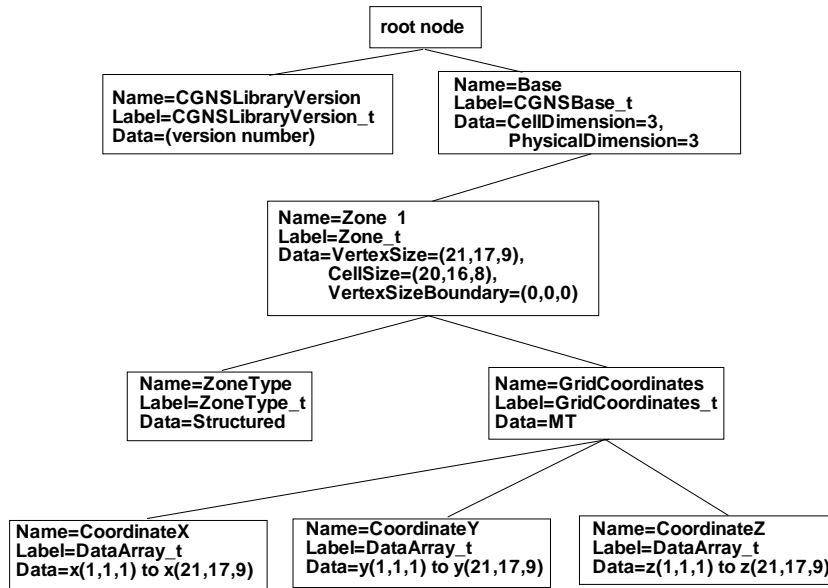 root node
Name=CGNSLibraryVersion
Label=CGNSLibraryVersion_t
Data=(version number)
Name=Base
Label=CGNSBase_t
Data=CellDimension=3,
PhysicalDimension=3
Name=Zone 1
Label=Zone_t
Data=VertexSize=(21,17,9),
CellSize=(20,16,8),
VertexSizeBoundary=(0,0,0)
Name=ZoneType
Label=ZoneType_t
Data=Structured
Name=GridCoordinates
Label=GridCoordinates_t
Data=MT
Name=CoordinateX
Label=DataArray_t
Data=x(1,1,1) to x(21,17,9)
Name=CoordinateY
Label=DataArray_t
Data=y(1,1,1) to y(21,17,9)
Name=CoordinateZ
Label=DataArray_t
Data=z(1,1,1) to z(21,17,9)